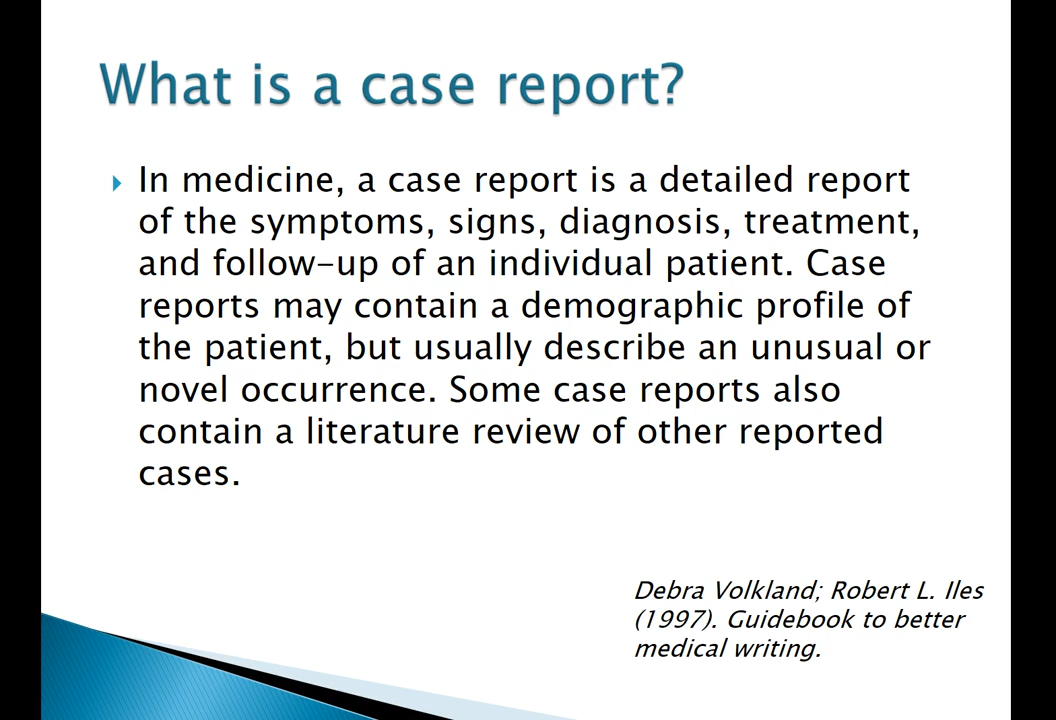 What is a case report?
In medicine, a case report is a detailed report
of the symptoms, signs, diagnosis, treatment,
and follow-up of an individual patient. Case
reports may contain a demographic profile of
the patient, but usually describe an unusual or
novel occurrence. Some case reports also
contain a literature review of other reported
cases.
Debra Volkland; Robert L. Iles
(1997). Guidebook to better
medical writing.